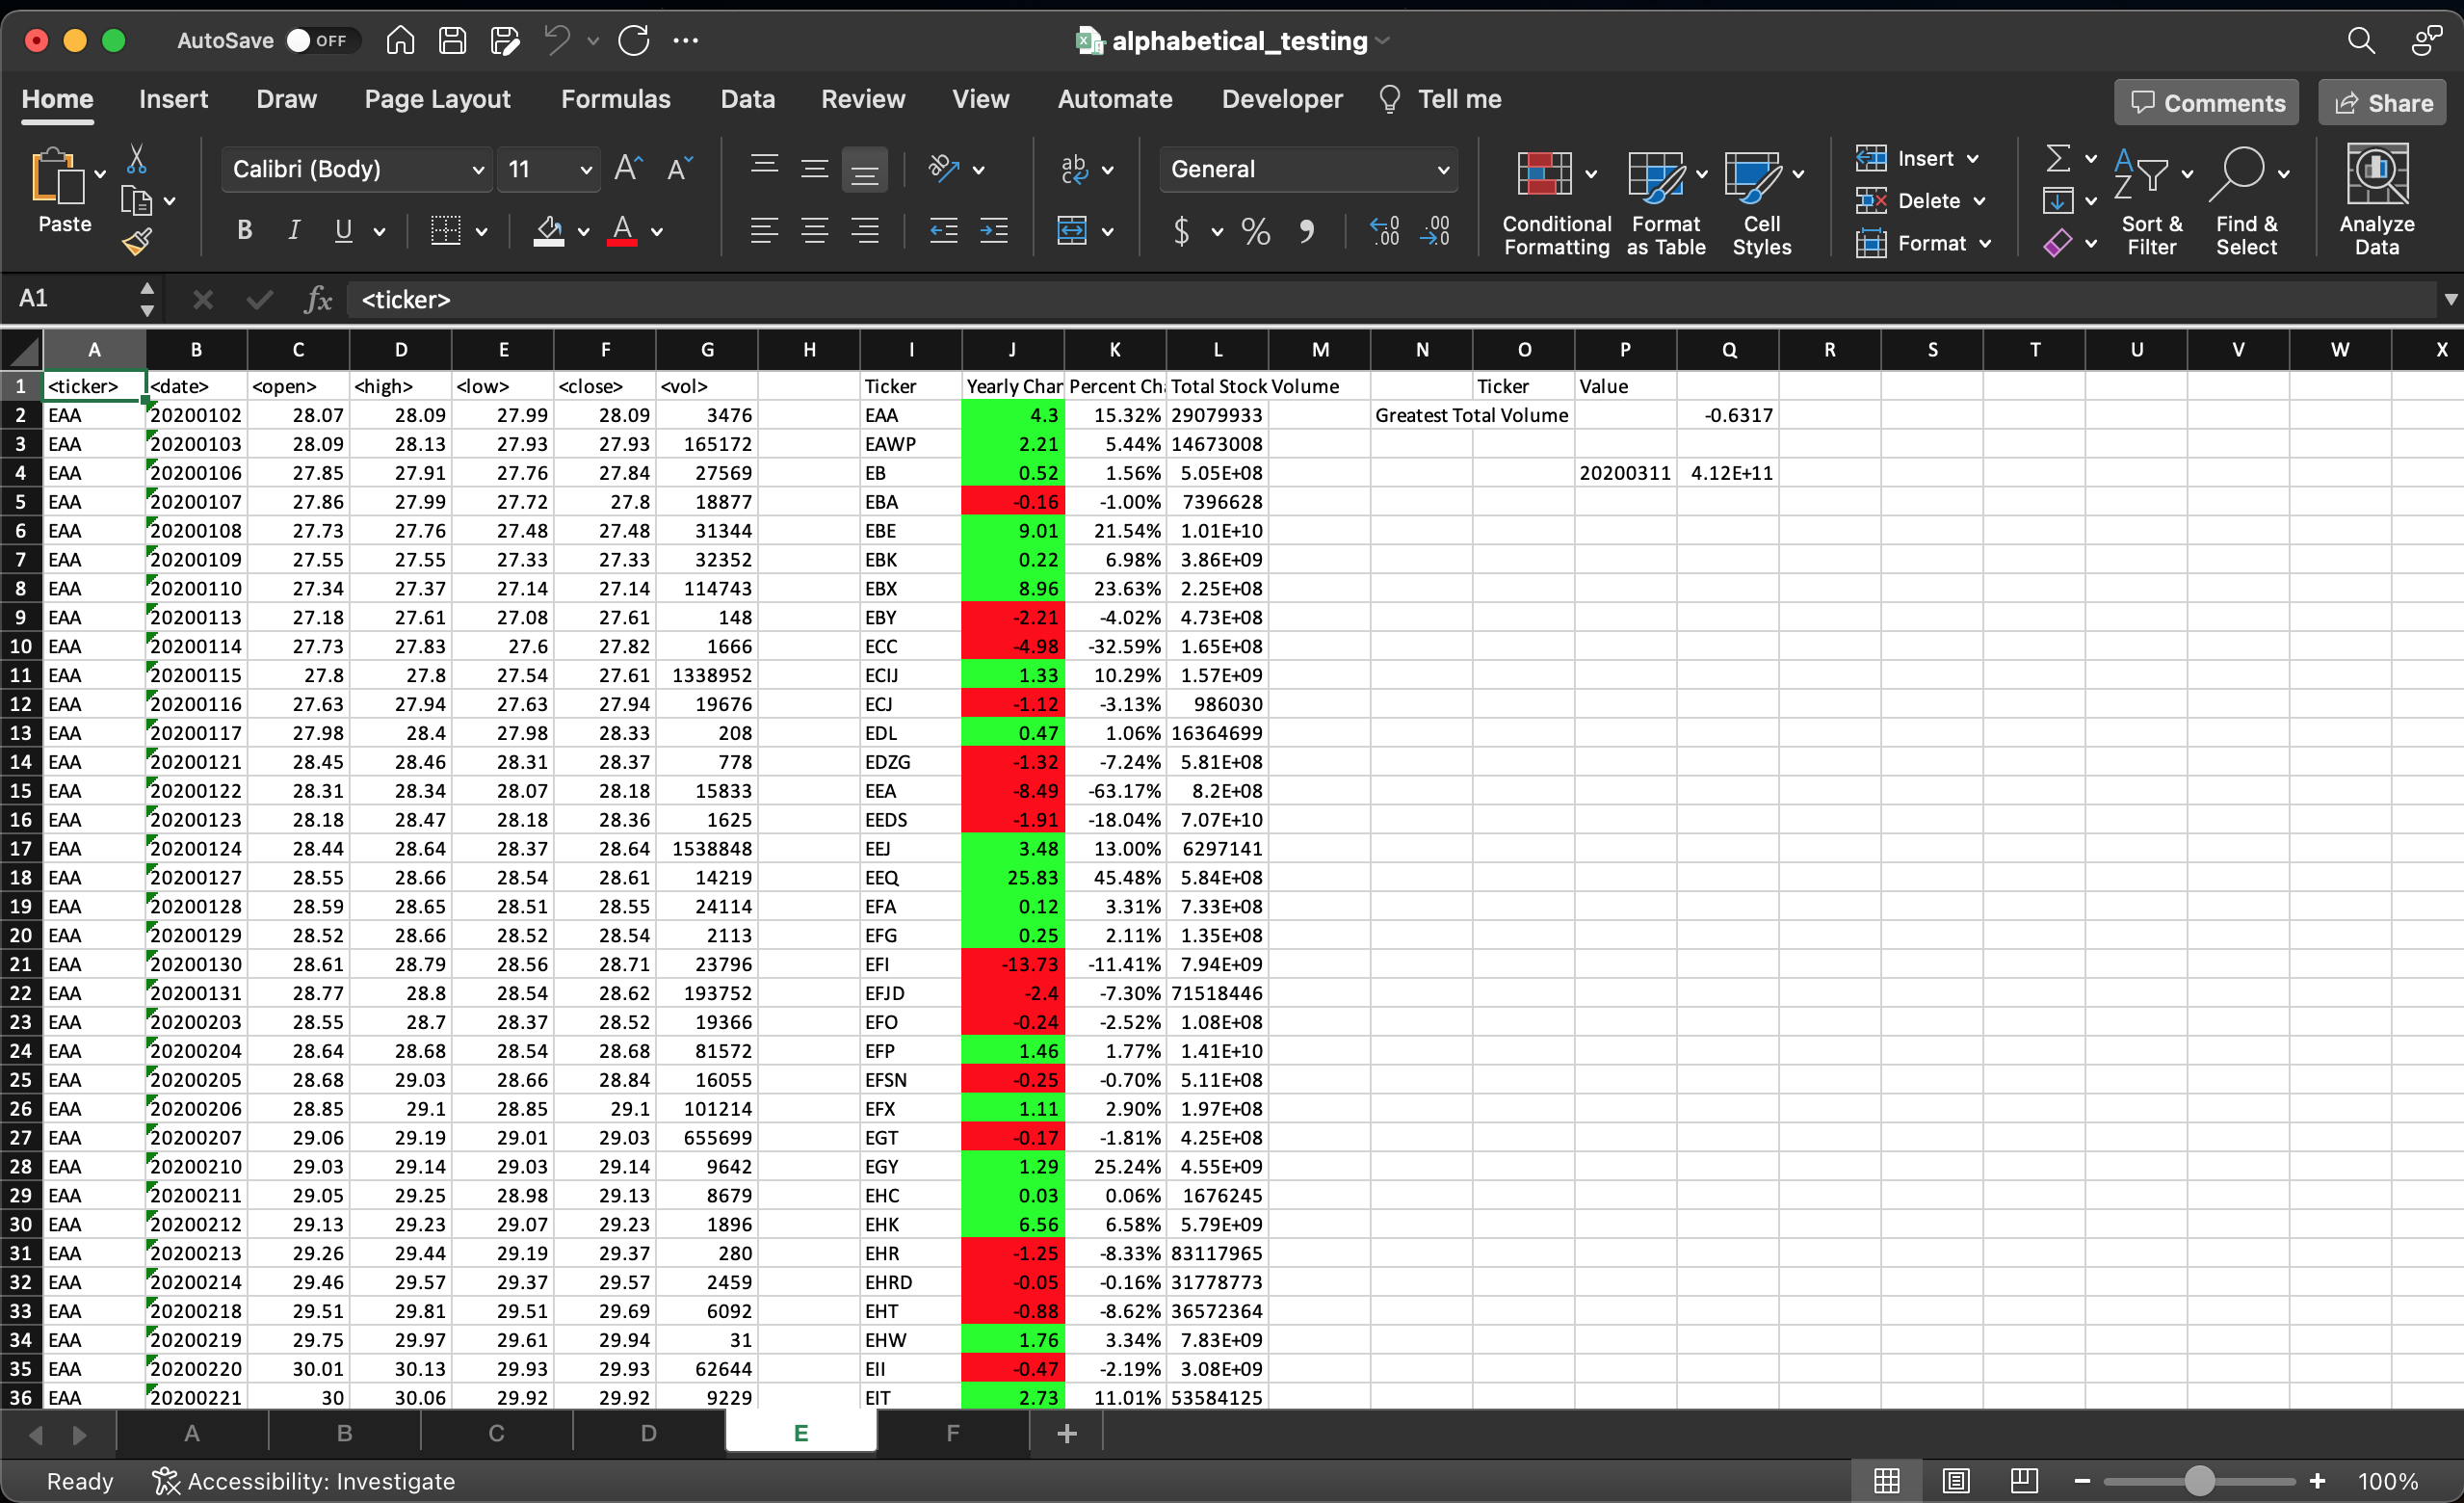 AutoSave OFF alphabetical_testing
Home Insert Draw Page Layout Formulas Data Review View Automate Developer Tell me Comments Share
Paste Calibri (Body) 11 General Conditional Formatting Format as Table Cell Styles Insert Delete Format Sort & Filter Find & Select Analyze Data
A1 fx <ticker>
A B C D E F G H I J K L M N O P Q R S T U V W X
1 <ticker> <date> <open> <high> <low> <close> <vol> Ticker Yearly Char Percent Ch Total Stock Volume Ticker Value
2 EAA 20200102 28.07 28.09 27.99 28.09 3476 EAA 4.3 15.32% 29079933 Greatest Total Volume -0.6317
3 EAA 20200103 28.09 28.13 27.93 27.93 165172 EAWP 2.21 5.44% 14673008
4 EAA 20200106 27.85 27.91 27.76 27.84 27569 EB 0.52 1.56% 5.05E+08 20200311 4.12E+11
5 EAA 20200107 27.86 27.99 27.72 27.8 18877 EBA -0.16 -1.00% 7396628
6 EAA 20200108 27.73 27.76 27.48 27.48 31344 EBE 9.01 21.54% 1.01E+10
7 EAA 20200109 27.55 27.55 27.33 27.33 32352 EBK 0.22 6.98% 3.86E+09
8 EAA 20200110 27.34 27.37 27.14 27.14 114743 EBX 8.96 23.63% 2.25E+08
9 EAA 20200113 27.18 27.61 27.08 27.61 148 EBY -2.21 -4.02% 4.73E+08
10 EAA 20200114 27.73 27.83 27.6 27.82 1666 ECC -4.98 -32.59% 1.65E+08
11 EAA 20200115 27.8 27.8 27.54 27.61 1338952 ECIJ 1.33 10.29% 1.57E+09
12 EAA 20200116 27.63 27.94 27.63 27.94 19676 ECJ -1.12 -3.13% 986030
13 EAA 20200117 27.98 28.4 27.98 28.33 208 EDL 0.47 1.06% 16364699
14 EAA 20200121 28.45 28.46 28.31 28.37 778 EDZG -1.32 -7.24% 5.81E+08
15 EAA 20200122 28.31 28.34 28.07 28.18 15833 EEA -8.49 -63.17% 8.2E+08
16 EAA 20200123 28.18 28.47 28.18 28.36 1625 EEDS -1.91 -18.04% 7.07E+10
17 EAA 20200124 28.44 28.64 28.37 28.64 1538848 EEJ 3.48 13.00% 6297141
18 EAA 20200127 28.55 28.66 28.54 28.61 14219 EEQ 25.83 45.48% 5.84E+08
19 EAA 20200128 28.59 28.65 28.51 28.55 24114 EFA 0.12 3.31% 7.33E+08
20 EAA 20200129 28.52 28.66 28.52 28.54 2113 EFG 0.25 2.11% 1.35E+08
21 EAA 20200130 28.61 28.79 28.56 28.71 23796 EFI -13.73 -11.41% 7.94E+09
22 EAA 20200131 28.77 28.8 28.54 28.62 193752 EFJD -2.4 -7.30% 71518446
23 EAA 20200203 28.55 28.7 28.37 28.52 19366 EFO -0.24 -2.52% 1.08E+08
24 EAA 20200204 28.64 28.68 28.54 28.68 81572 EFP 1.46 1.77% 1.41E+10
25 EAA 20200205 28.68 29.03 28.66 28.84 16055 EFSN -0.25 -0.70% 5.11E+08
26 EAA 20200206 28.85 29.1 28.85 29.1 101214 EFX 1.11 2.90% 1.97E+08
27 EAA 20200207 29.06 29.19 29.01 29.03 655699 EGT -0.17 -1.81% 4.25E+08
28 EAA 20200210 29.03 29.14 29.03 29.14 9642 EGY 1.29 25.24% 4.55E+09
29 EAA 20200211 29.05 29.25 28.98 29.13 8679 EHC 0.03 0.06% 1676245
30 EAA 20200212 29.13 29.23 29.07 29.23 1896 EHK 6.56 6.58% 5.79E+09
31 EAA 20200213 29.26 29.44 29.19 29.37 280 EHR -1.25 -8.33% 83117965
32 EAA 20200214 29.46 29.57 29.37 29.57 2459 EHRD -0.05 -0.16% 31778773
33 EAA 20200218 29.51 29.81 29.51 29.69 6092 EHT -0.88 -8.62% 36572364
34 EAA 20200219 29.75 29.97 29.61 29.94 31 EHW 1.76 3.34% 7.83E+09
35 EAA 20200220 30.01 30.13 29.93 29.93 62644 EII -0.47 -2.19% 3.08E+09
36 EAA 20200221 30 30.06 29.92 29.92 9229 EIT 2.73 11.01% 53584125
A B C D E F +
Ready Accessibility: Investigate 100%